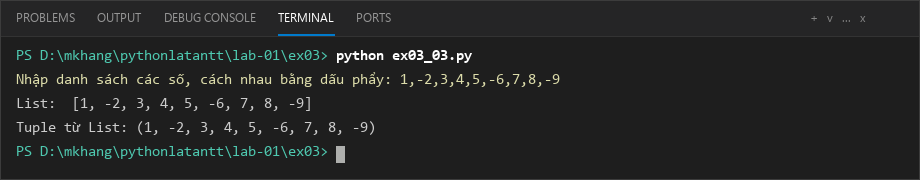 PROBLEMS OUTPUT DEBUG CONSOLE TERMINAL PORTS + v … x
PS D:\mkhang\pythonlatantt\lab-01\ex03> python ex03_03.py
Nhập danh sách các số, cách nhau bằng dấu phẩy: 1,-2,3,4,5,-6,7,8,-9
List:  [1, -2, 3, 4, 5, -6, 7, 8, -9]
Tuple từ List: (1, -2, 3, 4, 5, -6, 7, 8, -9)
PS D:\mkhang\pythonlatantt\lab-01\ex03>